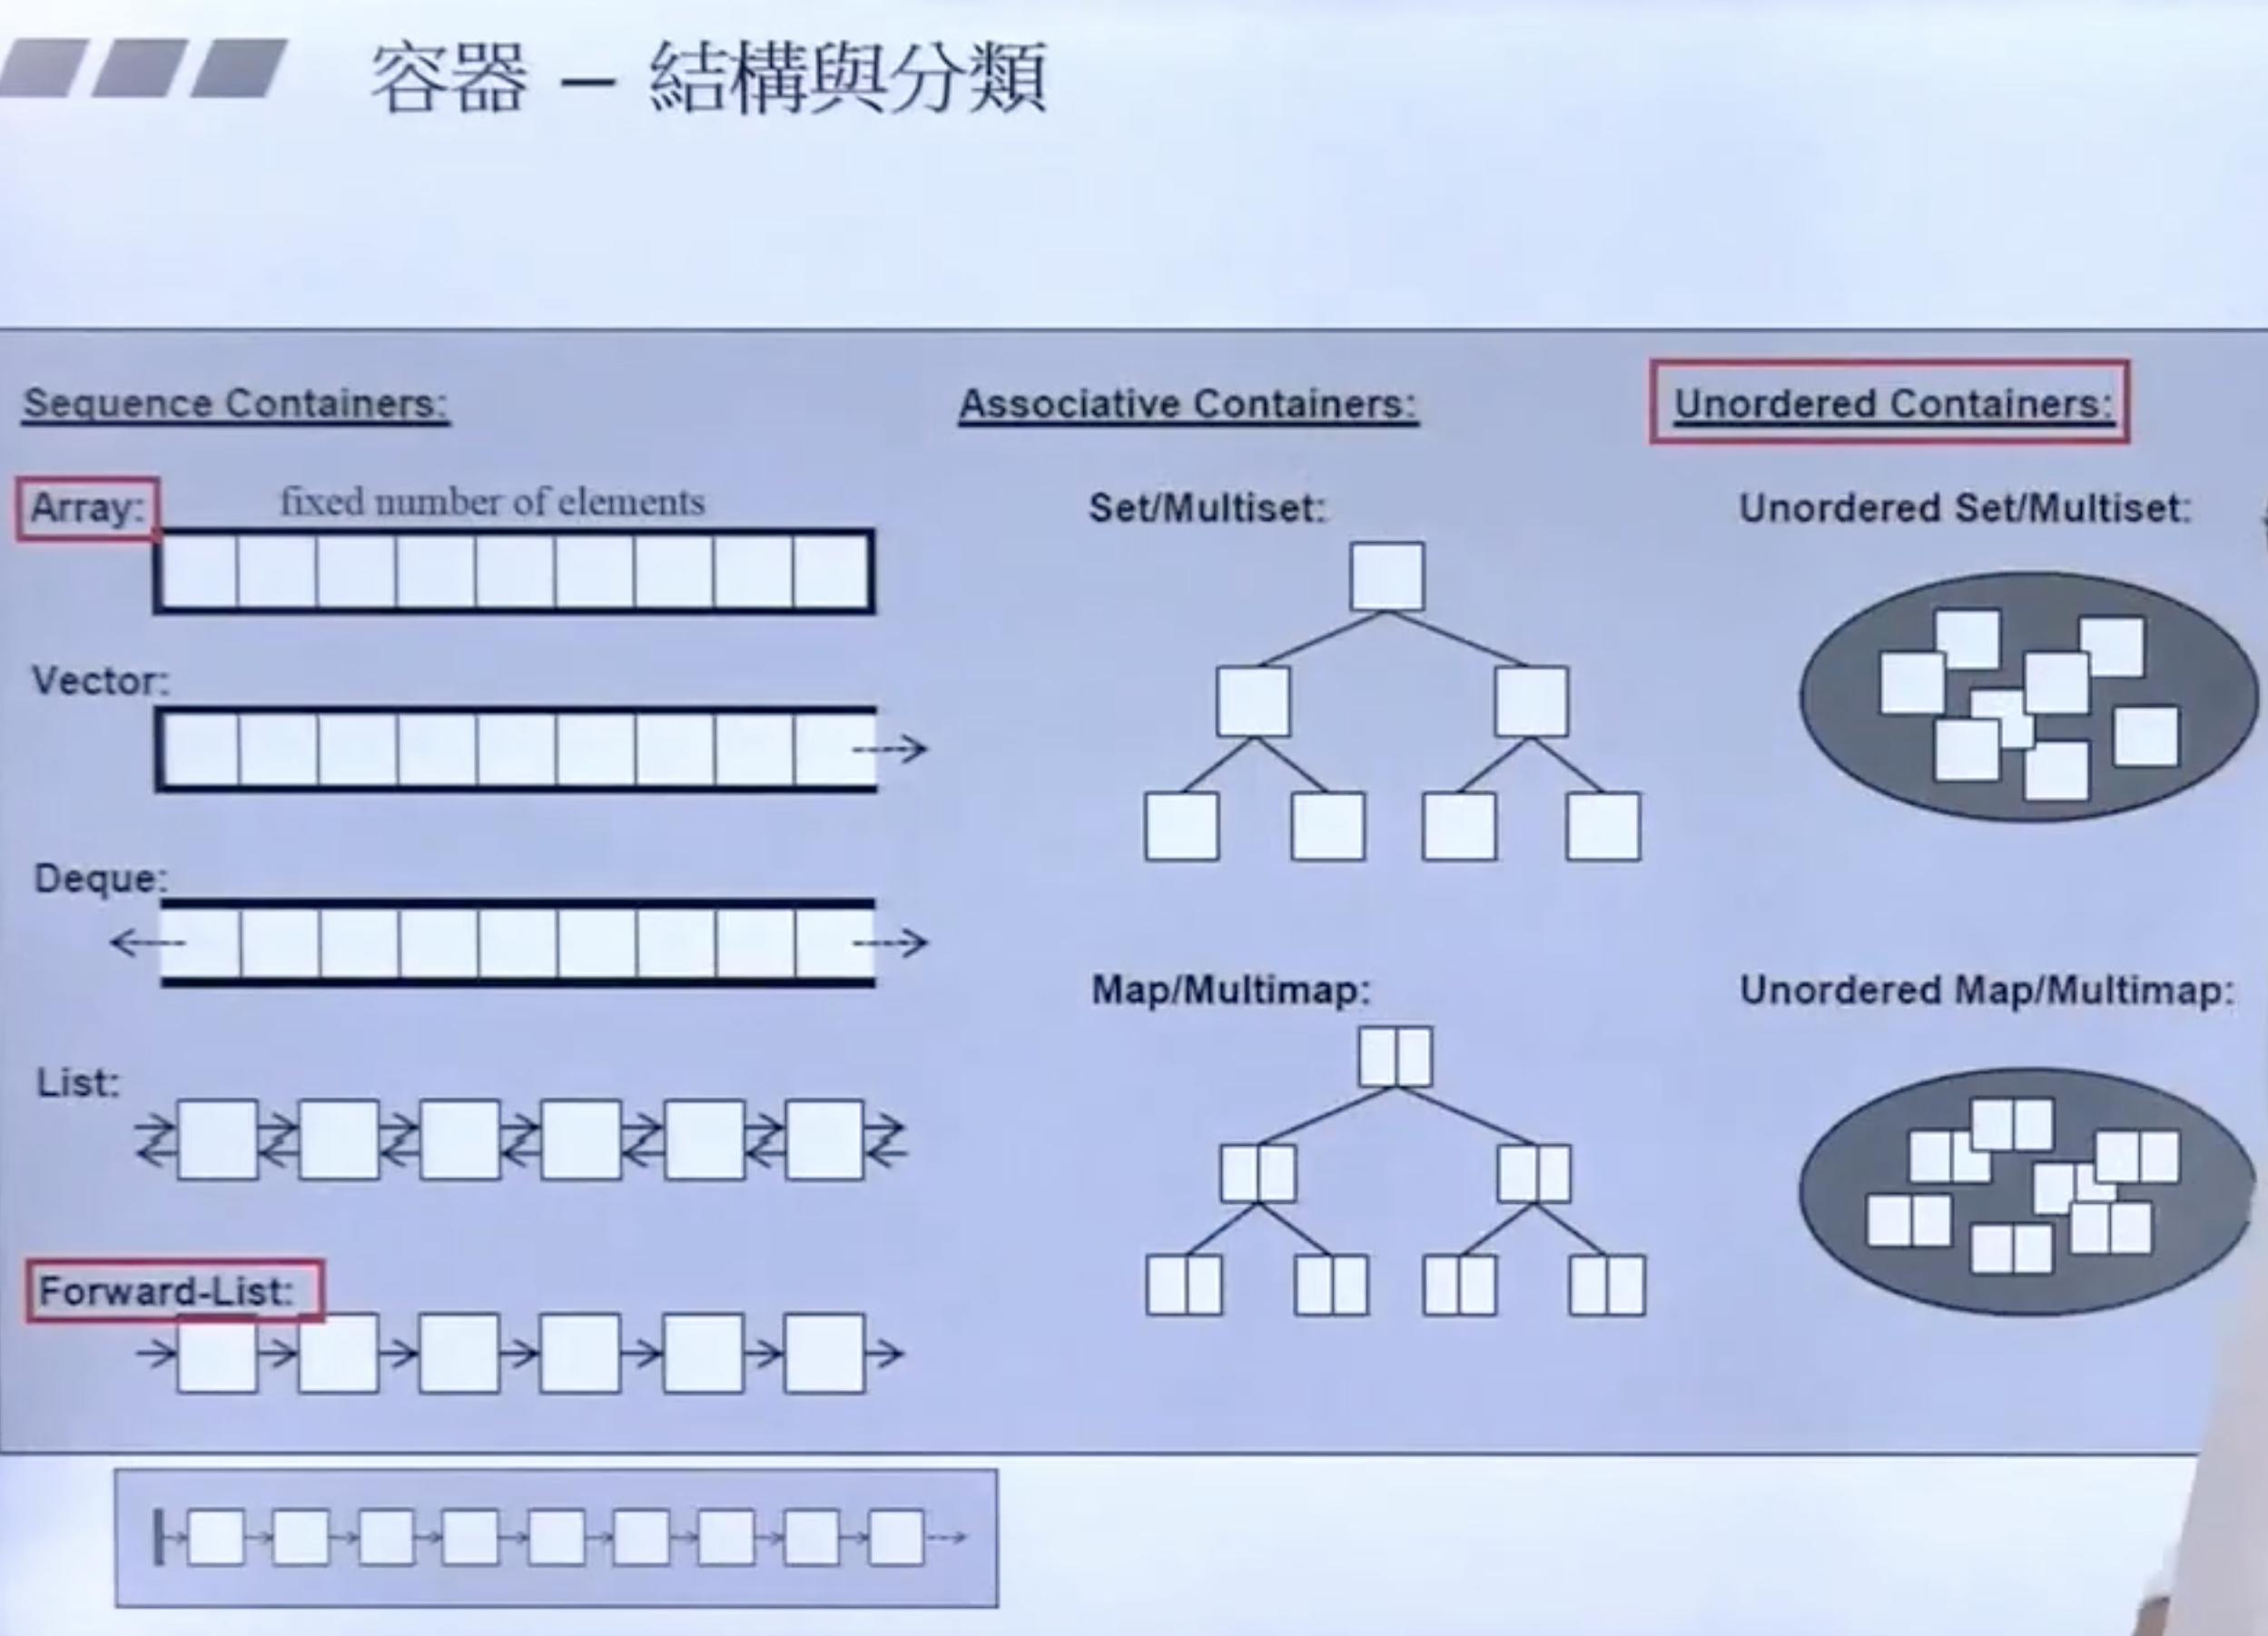 容器 – 結構與分類
Sequence Containers:
Array:
fixed number of elements
Vector:
Deque:
List:
Forward-List:
Associative Containers:
Set/Multiset:
Map/Multimap:
Unordered Containers:
Unordered Set/Multiset:
Unordered Map/Multimap: